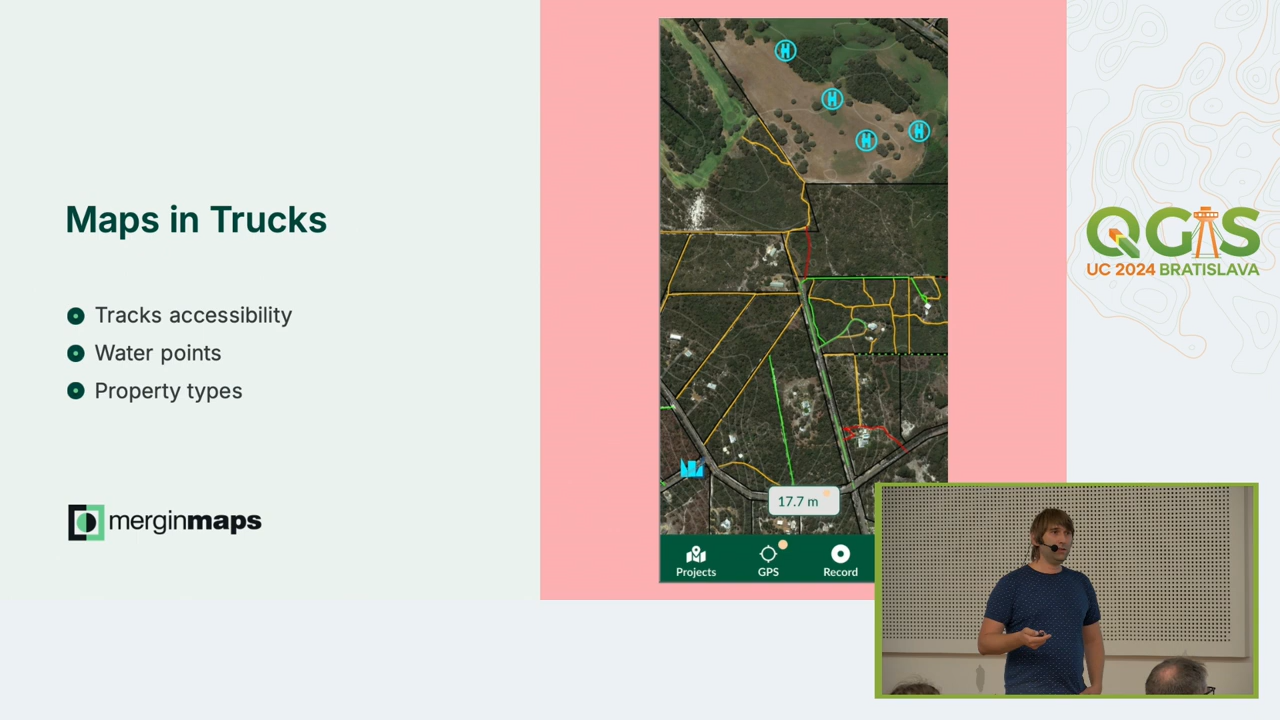 Maps in Trucks
Tracks accessibility
Water points
Property types
merginmaps
H
H
H
H
17.7 m
Projects
GPS
Record
QGIS
UC 2024 BRATISLAVA